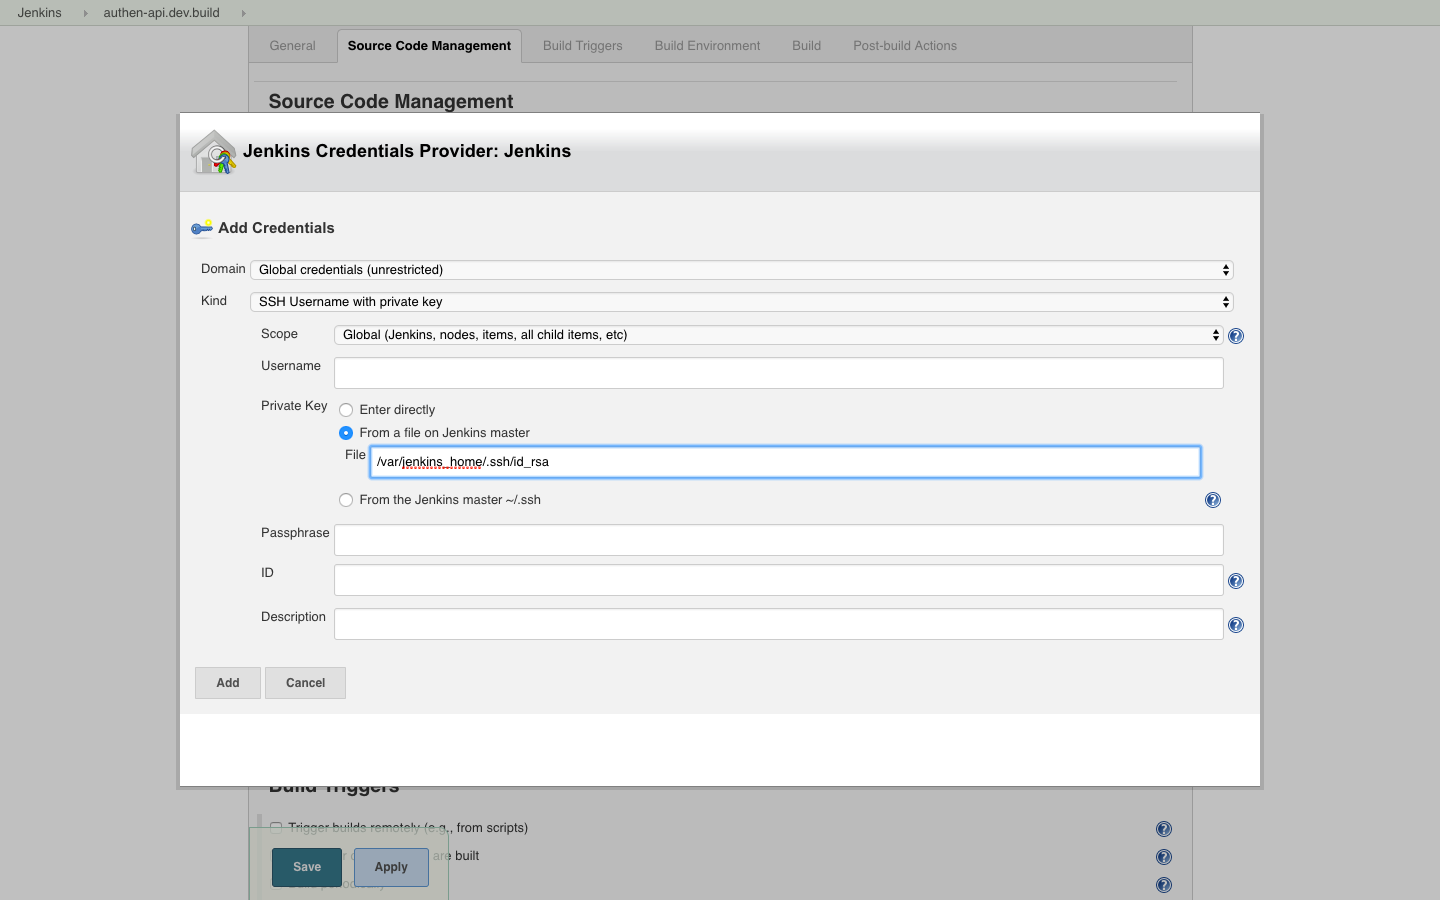 Jenkins authen-api.dev.build
General Source Code Management Build Triggers Build Environment Build Post-build Actions
Source Code Management
Jenkins Credentials Provider: Jenkins
Add Credentials
Domain Global credentials (unrestricted)
Kind SSH Username with private key
Scope Global (Jenkins, nodes, items, all child items, etc)
Username
Private Key Enter directly
From a file on Jenkins master
File /var/jenkins_home/.ssh/id_rsa
From the Jenkins master ~/.ssh
Passphrase
ID
Description
Add Cancel
Build Triggers
Trigger builds remotely (e.g., from scripts)
are built
Save Apply